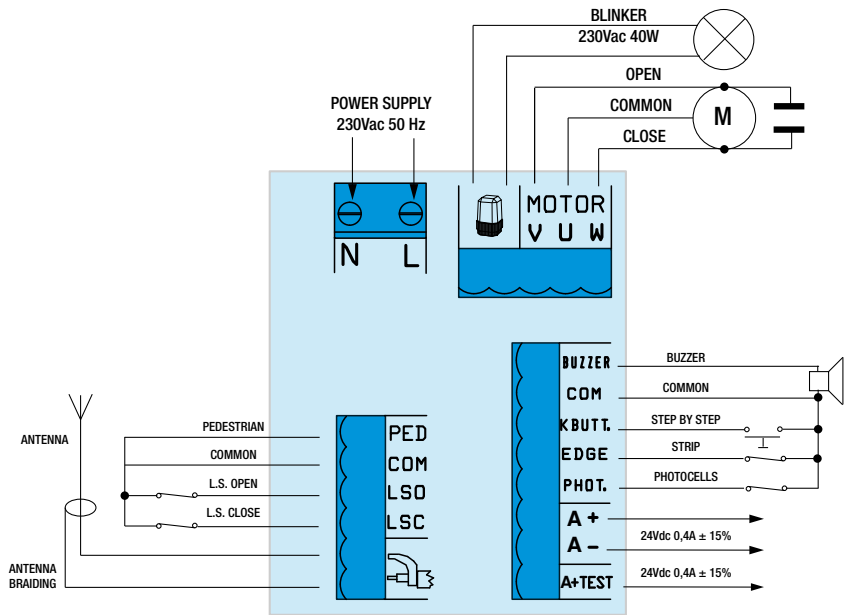 BLINKER
230Vac 40W
OPEN
COMMON
CLOSE
M
POWER SUPPLY
230Vac 50 Hz
N L
MOTOR
V U W
BUZZER
BUZZER
COM
COMMON
KBUTT.
STEP BY STEP
EDGE
STRIP
PHOT.
PHOTOCELLS
A+
A-
24Vdc 0,4A ± 15%
A+TEST
24Vdc 0,4A ± 15%
ANTENNA
PEDESTRIAN
PED
COMMON
COM
L.S. OPEN
LSO
L.S. CLOSE
LSC
ANTENNA
BRAIDING